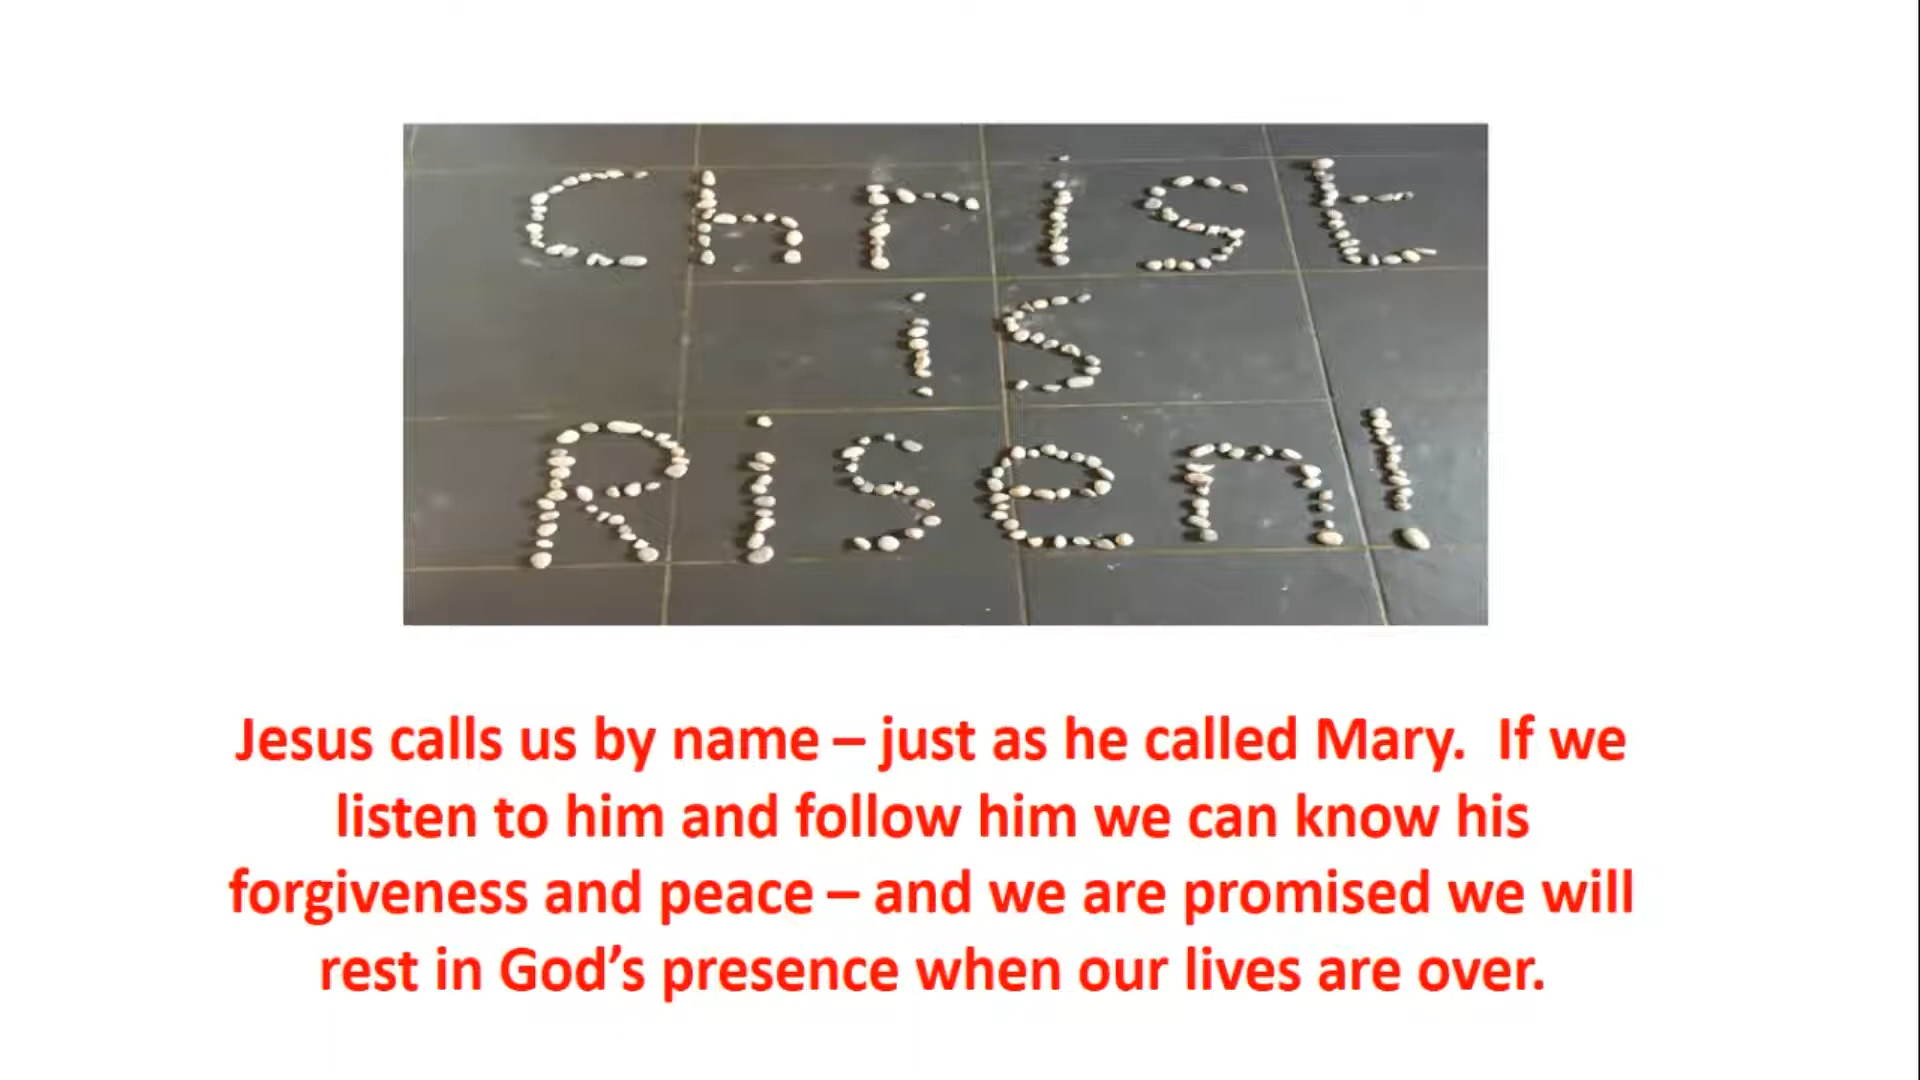 Christ
is
Risen!
Jesus calls us by name – just as he called Mary.  If we
listen to him and follow him we can know his
forgiveness and peace – and we are promised we will
rest in God’s presence when our lives are over.